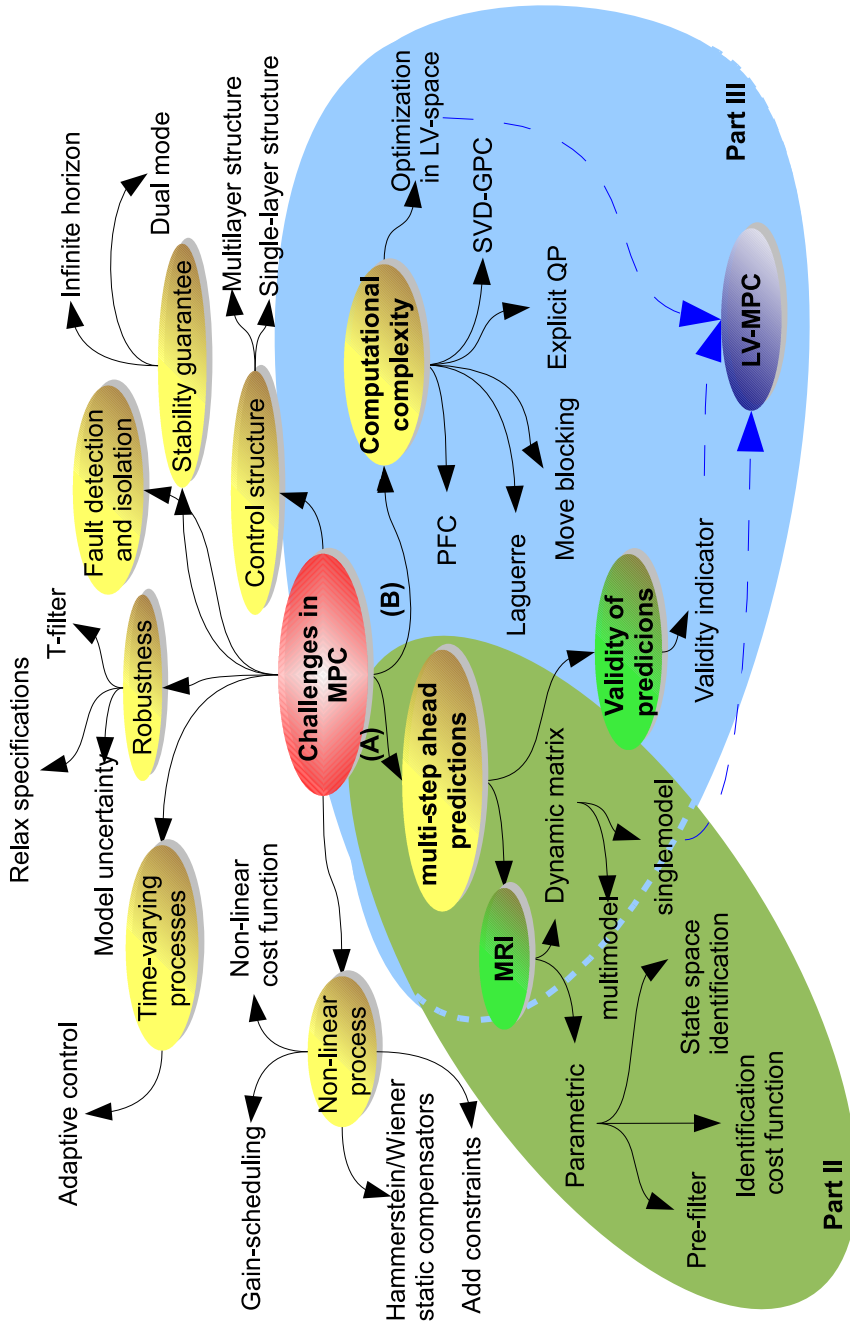 Adaptive control
Relax specifications
T-filter
Infinite horizon
Dual mode
Time-varying
processes
Model uncertainty
Robustness
Fault detection
and isolation
Stability guarantee
Multilayer structure
Single-layer structure
Control structure
Gain-scheduling
Non-linear
cost function
Non-linear
process
Hammerstein/Wiener
static compensators
Add constraints
Challenges in
MPC
(A)
(B)
multi-step ahead
predictions
Computational
complexity
Optimization
in LV-space
SVD-GPC
Explicit QP
PFC
Laguerre
Move blocking
MRI
Dynamic matrix
Parametric
multimodel
singlemodel
Validity of
predicions
Validity indicator
State space
identification
Identification
cost function
Pre-filter
LV-MPC
Part II
Part III